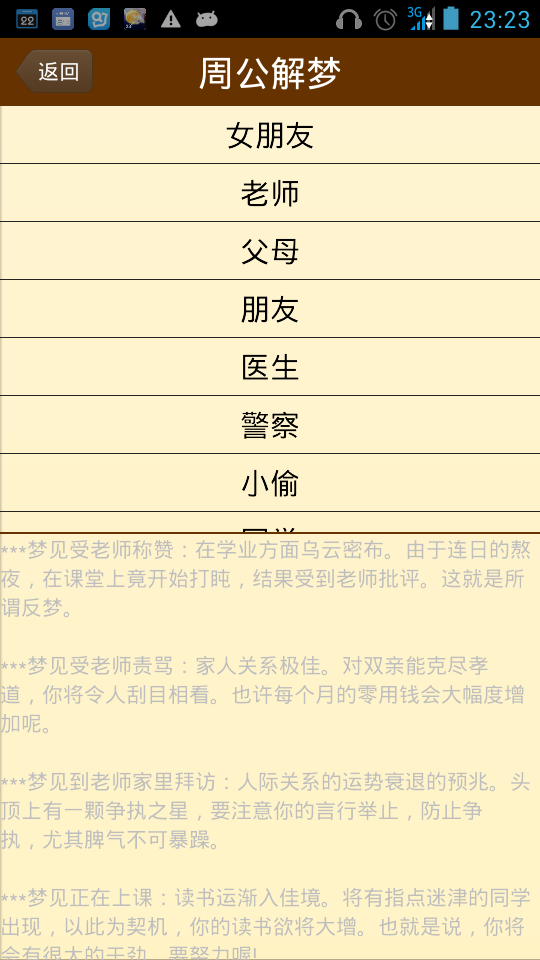 22
3G
23:23
返回
周公解梦
女朋友
老师
父母
朋友
医生
警察
小偷
***梦见受老师称赞：在学业方面乌云密布。由于连日的熬
夜，在课堂上竟开始打盹，结果受到老师批评。这就是所
谓反梦。
***梦见受老师责骂：家人关系极佳。对双亲能克尽孝
道，你将令人刮目相看。也许每个月的零用钱会大幅度增
加呢。
***梦见到老师家里拜访：人际关系的运势衰退的预兆。头
顶上有一颗争执之星，要注意你的言行举止，防止争
执，尤其脾气不可暴躁。
***梦见正在上课：读书运渐入佳境。将有指点迷津的同学
出现，以此为契机，你的读书欲将大增。也就是说，你将
会有很大的干劲，要努力喔!